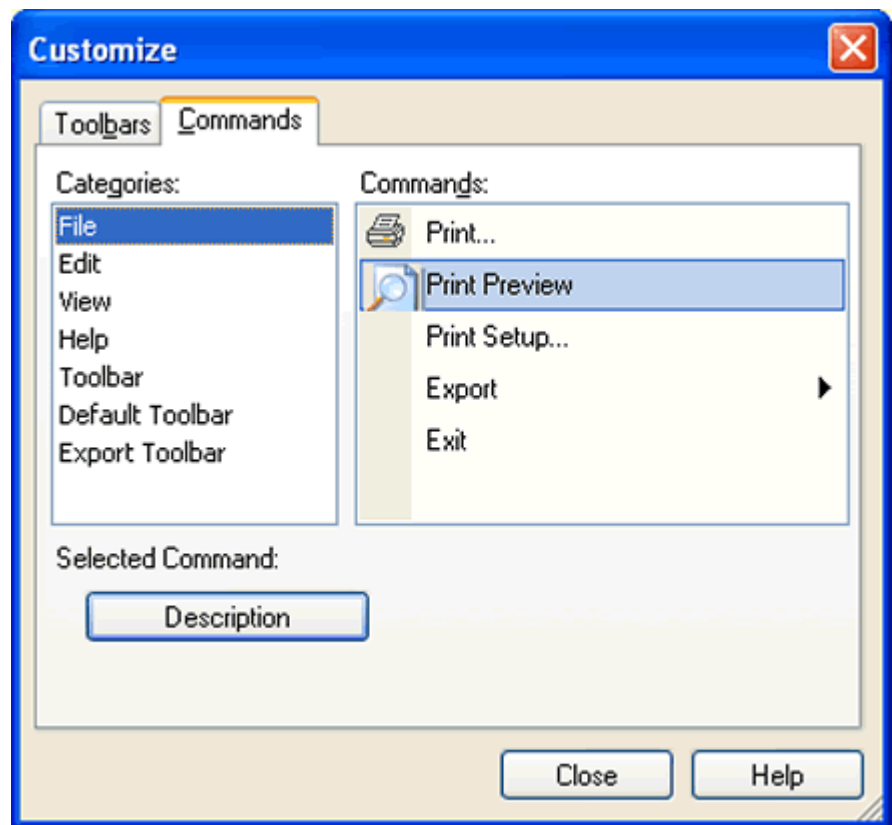 Customize
Toolbars
Commands
Categories:
File
Edit
View
Help
Toolbar
Default Toolbar
Export Toolbar
Commands:
Print...
Print Preview
Print Setup...
Export
Exit
Selected Command:
Description
Close
Help